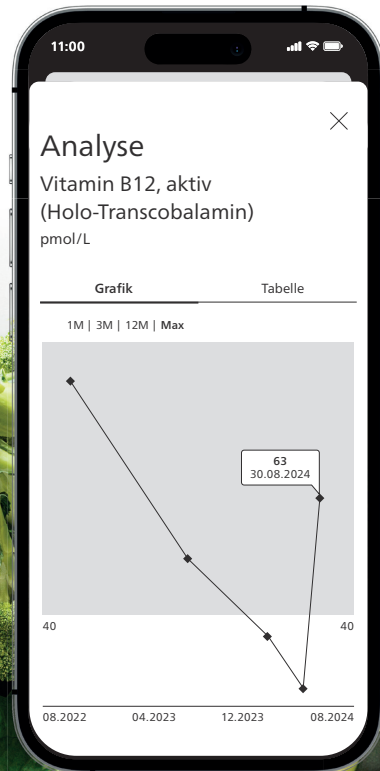 11:00
Analyse
Vitamin B12, aktiv
(Holo-Transcobalamin)
pmol/L
Grafik Tabelle
1M | 3M | 12M | Max
63
30.08.2024
40 40
08.2022 04.2023 12.2023 08.2024